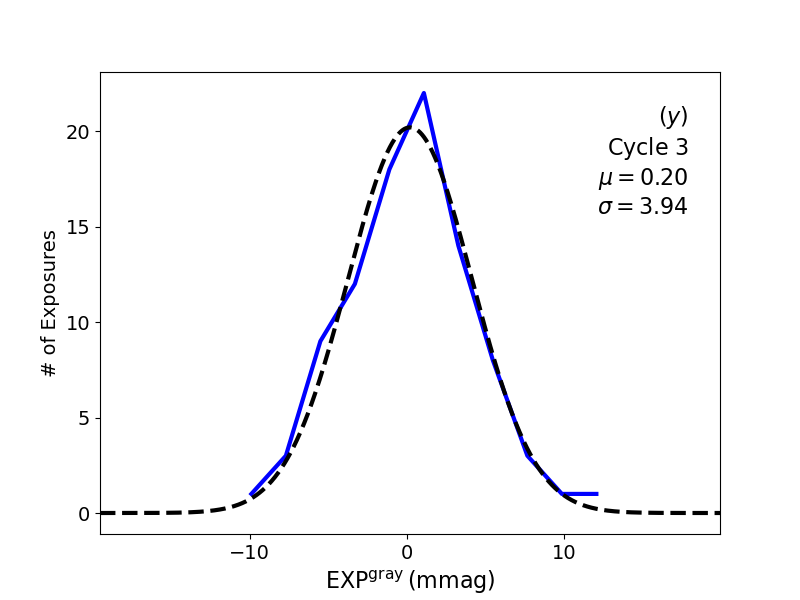 (y)
Cycle 3
μ = 0.20
σ = 3.94
20
15
10
5
0
# of Exposures
−10 0 10
EXP^gray (mmag)